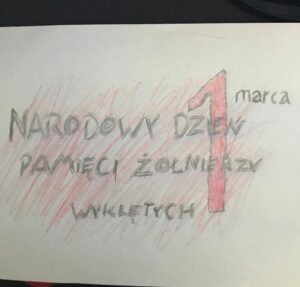 1 marca
NARODOWY DZIEŃ
PAMIĘCI ŻOŁNIERZY
WYKLĘTYCH